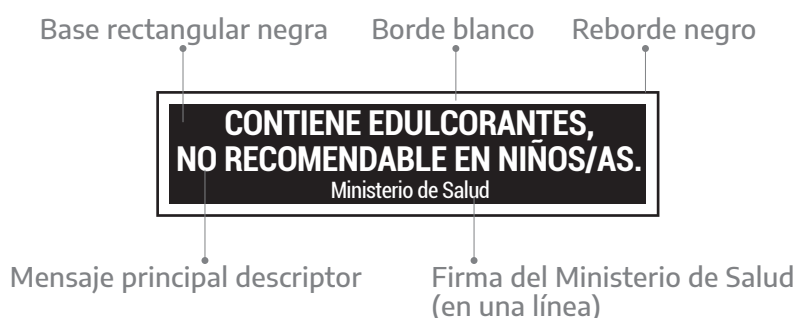 Base rectangular negra
Borde blanco
Reborde negro
CONTIENE EDULCORANTES,
NO RECOMENDABLE EN NIÑOS/AS.
Ministerio de Salud
Mensaje principal descriptor
Firma del Ministerio de Salud
(en una línea)